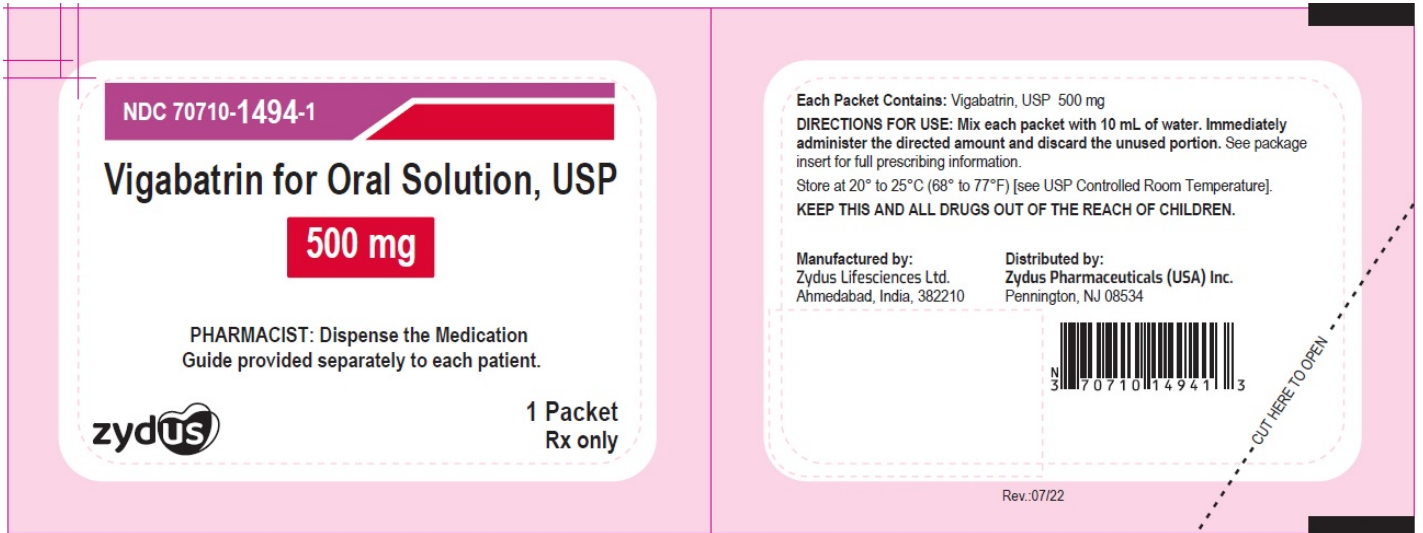 NDC 70710-1494-1
Vigabatrin for Oral Solution, USP
500 mg
PHARMACIST: Dispense the Medication
Guide provided separately to each patient.
zydus
1 Packet
Rx only
Each Packet Contains: Vigabatrin, USP 500 mg
DIRECTIONS FOR USE: Mix each packet with 10 mL of water. Immediately
administer the directed amount and discard the unused portion. See package
insert for full prescribing information.
Store at 20° to 25°C (68° to 77°F) [see USP Controlled Room Temperature].
KEEP THIS AND ALL DRUGS OUT OF THE REACH OF CHILDREN.
Manufactured by:
Zydus Lifesciences Ltd.
Ahmedabad, India, 382210
Distributed by:
Zydus Pharmaceuticals (USA) Inc.
Pennington, NJ 08534
N
3 70710 14941 3
CUT HERE TO OPEN
Rev.:07/22